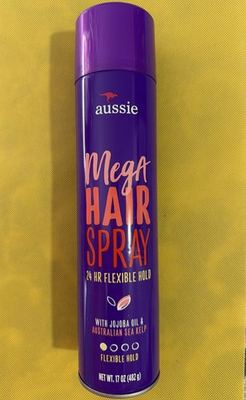 aussie
Mega
HAIR
SPRAY
24 HR FLEXIBLE HOLD
WITH JOJOBA OIL &
AUSTRALIAN SEA KELP
FLEXIBLE HOLD
NET WT. 17 OZ (482 g)